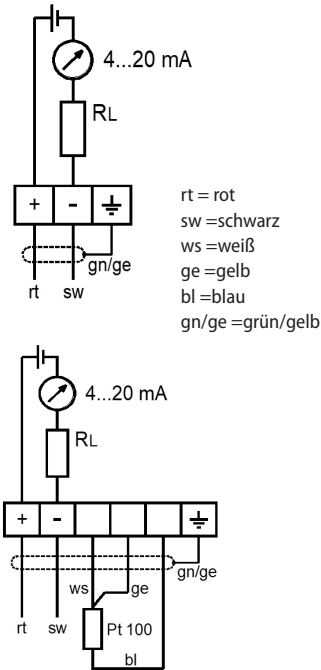 4...20 mA
RL
+ -
gn/ge
rt sw
rt = rot
sw =schwarz
ws =weiß
ge =gelb
bl =blau
gn/ge =grün/gelb
4...20 mA
RL
+ -
gn/ge
ws ge
rt sw Pt 100
bl